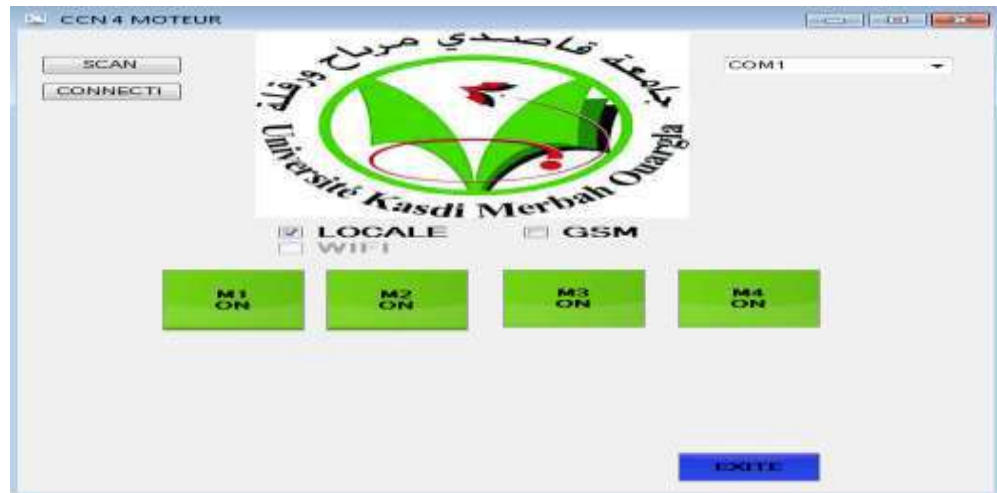 CCN 4 MOTEUR
SCAN
CONNECTI
COM1
جامعة قاصدي مرباح ورقلة
Université Kasdi Merbah Ouargla
LOCALE
GSM
WIFI
M1
ON
M2
ON
M3
ON
M4
ON
EXITE